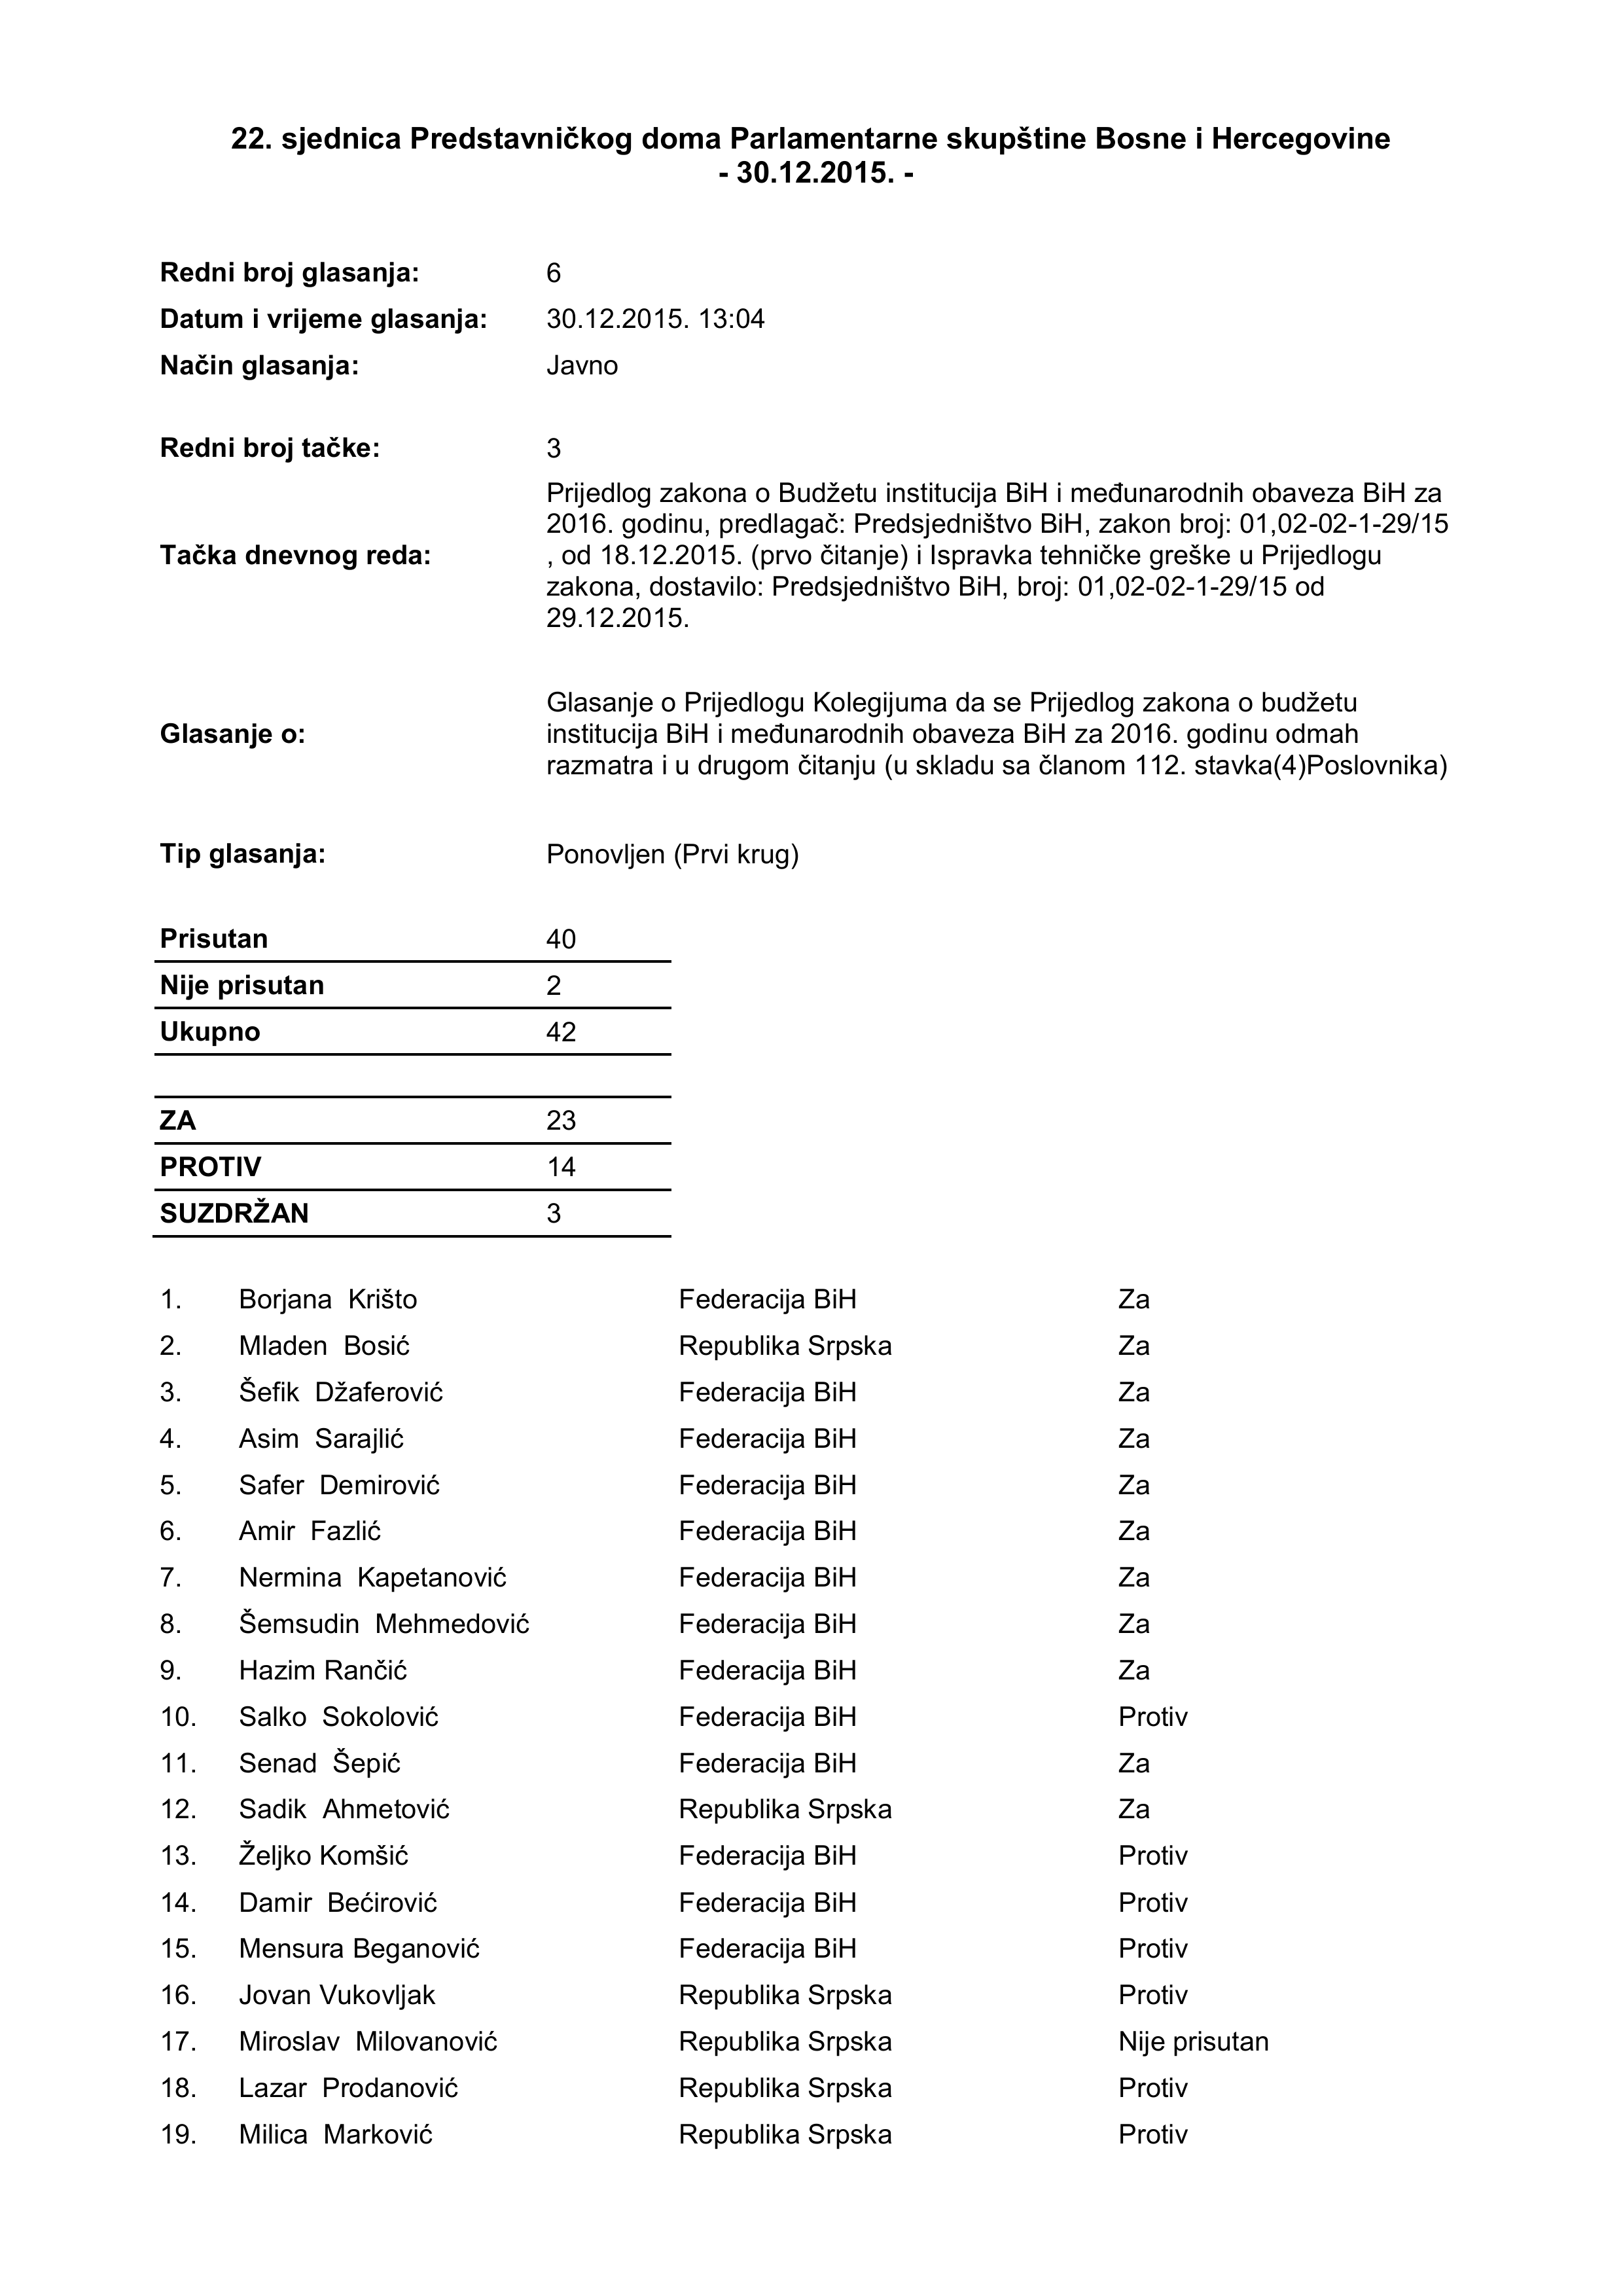 22. sjednica Predstavničkog doma Parlamentarne skupštine Bosne i Hercegovine
- 30.12.2015. -
Redni broj glasanja: 6
Datum i vrijeme glasanja: 30.12.2015. 13:04
Način glasanja: Javno
Redni broj tačke: 3
Tačka dnevnog reda:
Prijedlog zakona o Budžetu institucija BiH i međunarodnih obaveza BiH za
2016. godinu, predlagač: Predsjedništvo BiH, zakon broj: 01,02-02-1-29/15
, od 18.12.2015. (prvo čitanje) i Ispravka tehničke greške u Prijedlogu
zakona, dostavilo: Predsjedništvo BiH, broj: 01,02-02-1-29/15 od
29.12.2015.
Glasanje o:
Glasanje o Prijedlogu Kolegijuma da se Prijedlog zakona o budžetu
institucija BiH i međunarodnih obaveza BiH za 2016. godinu odmah
razmatra i u drugom čitanju (u skladu sa članom 112. stavka(4)Poslovnika)
Tip glasanja: Ponovljen (Prvi krug)
Prisutan 40
Nije prisutan 2
Ukupno 42
ZA 23
PROTIV 14
SUZDRŽAN 3
1. Borjana Krišto Federacija BiH Za
2. Mladen Bosić Republika Srpska Za
3. Šefik Džaferović Federacija BiH Za
4. Asim Sarajlić Federacija BiH Za
5. Safer Demirović Federacija BiH Za
6. Amir Fazlić Federacija BiH Za
7. Nermina Kapetanović Federacija BiH Za
8. Šemsudin Mehmedović Federacija BiH Za
9. Hazim Rančić Federacija BiH Za
10. Salko Sokolović Federacija BiH Protiv
11. Senad Šepić Federacija BiH Za
12. Sadik Ahmetović Republika Srpska Za
13. Željko Komšić Federacija BiH Protiv
14. Damir Bećirović Federacija BiH Protiv
15. Mensura Beganović Federacija BiH Protiv
16. Jovan Vukovljak Republika Srpska Protiv
17. Miroslav Milovanović Republika Srpska Nije prisutan
18. Lazar Prodanović Republika Srpska Protiv
19. Milica Marković Republika Srpska Protiv